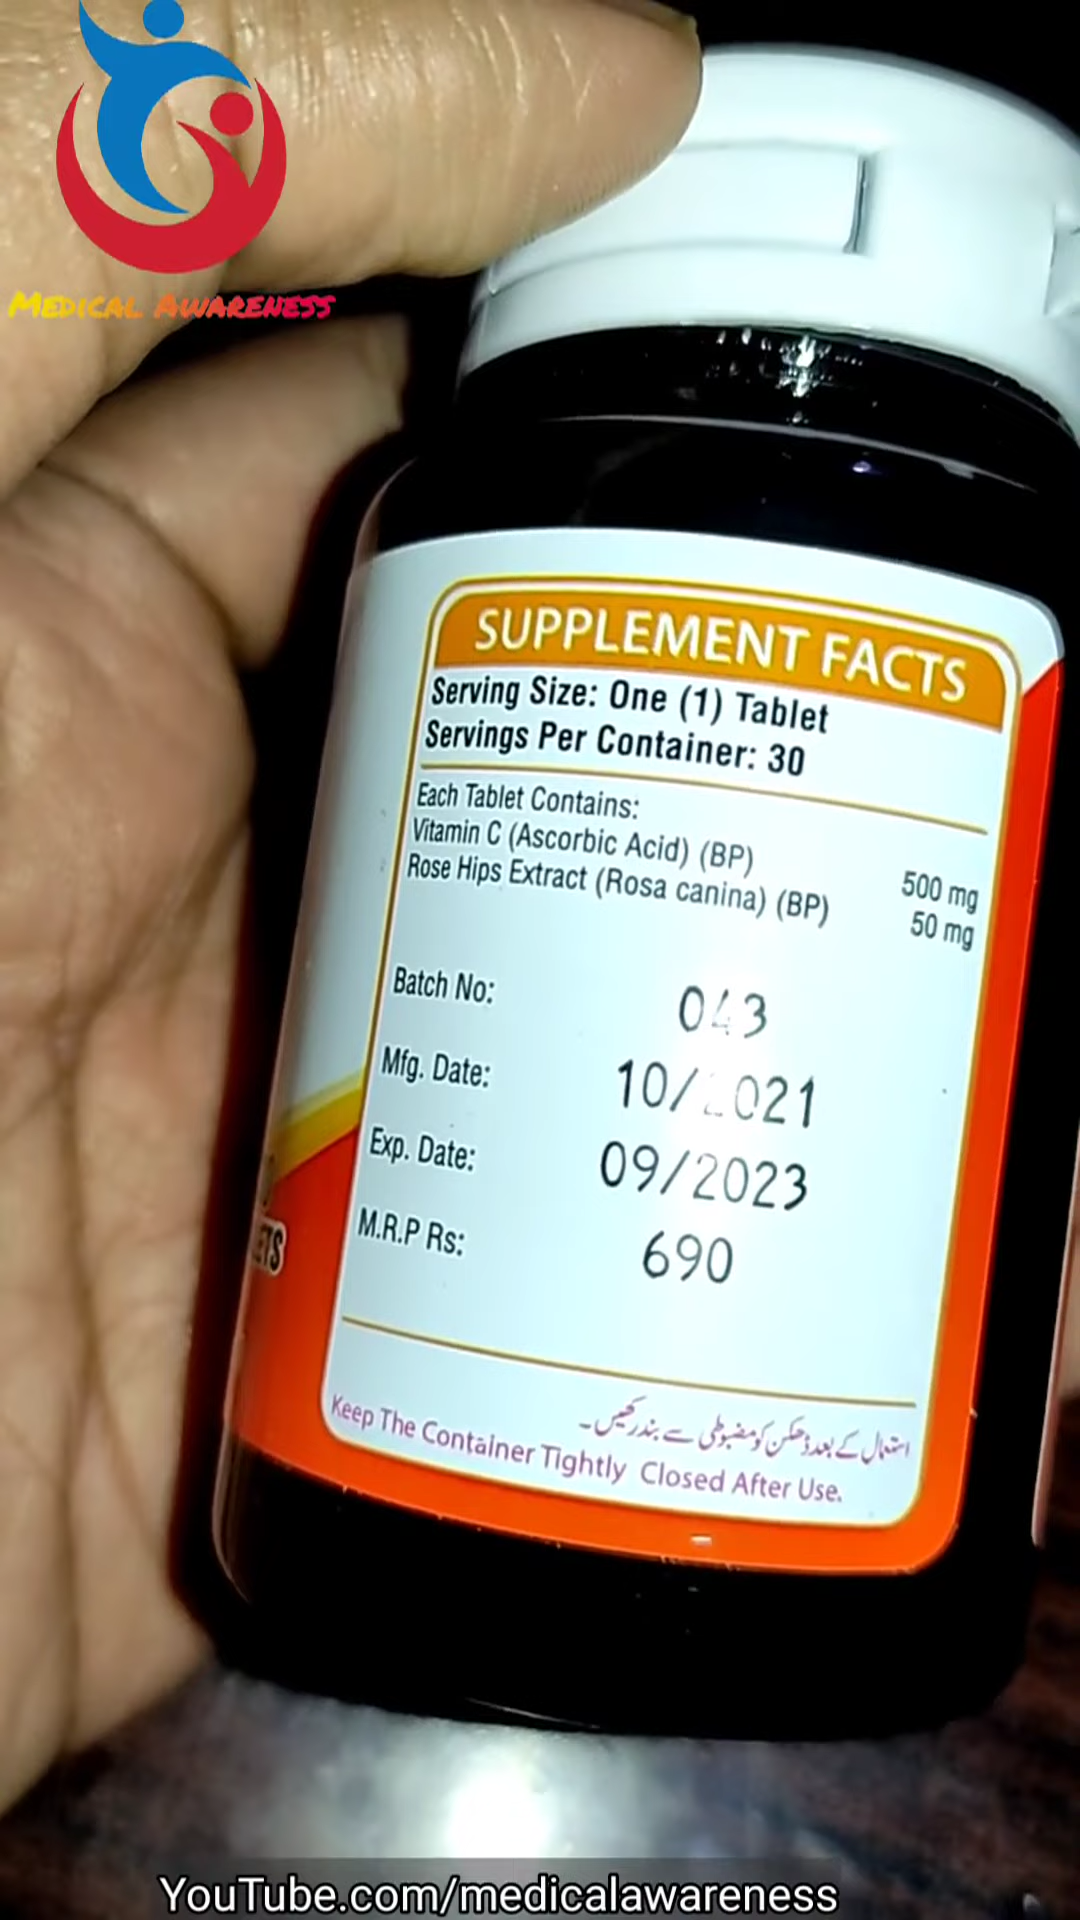 MEDICAL AWARENESS
SUPPLEMENT FACTS
Serving Size: One (1) Tablet
Servings Per Container: 30
Each Tablet Contains:
Vitamin C (Ascorbic Acid) (BP) 500 mg
Rose Hips Extract (Rosa canina) (BP) 50 mg
Batch No: 043
Mfg. Date: 10/2021
Exp. Date: 09/2023
M.R.P Rs: 690
استعمال کے بعد ڈھکن کو مضبوطی سے بند رکھیں۔
Keep The Container Tightly Closed After Use.
YouTube.com/medicalawareness